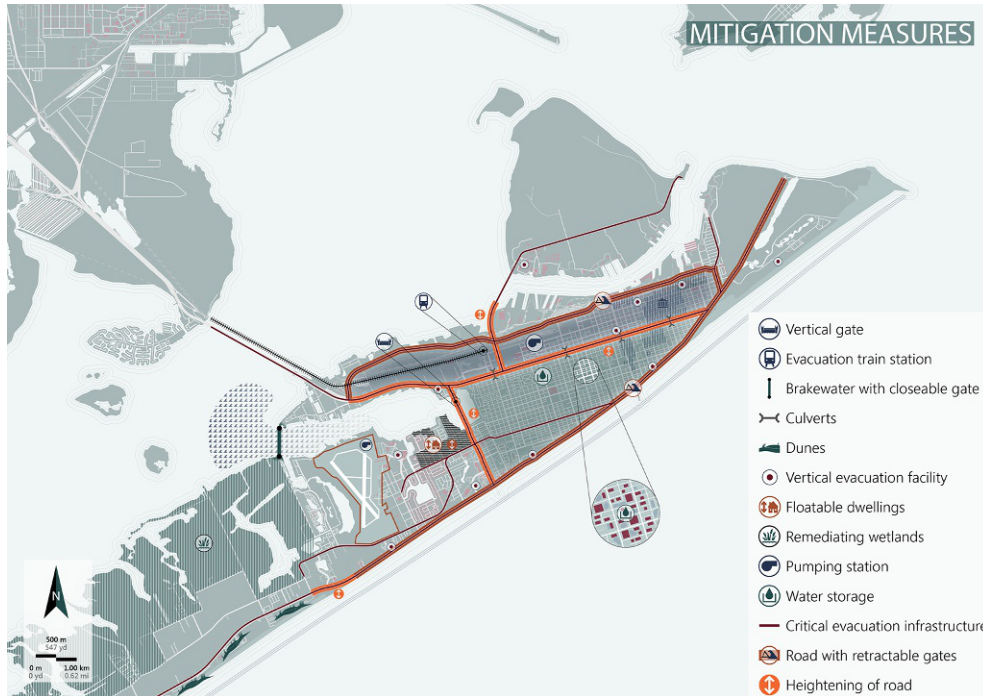 MITIGATION MEASURES
Vertical gate
Evacuation train station
Brakewater with closeable gate
Culverts
Dunes
Vertical evacuation facility
Floatable dwellings
Remediating wetlands
Pumping station
Water storage
Critical evacuation infrastructure
Road with retractable gates
Heightening of road
N
500 m
547 yd
0 m 1.00 km
0 yd 0.62 mi